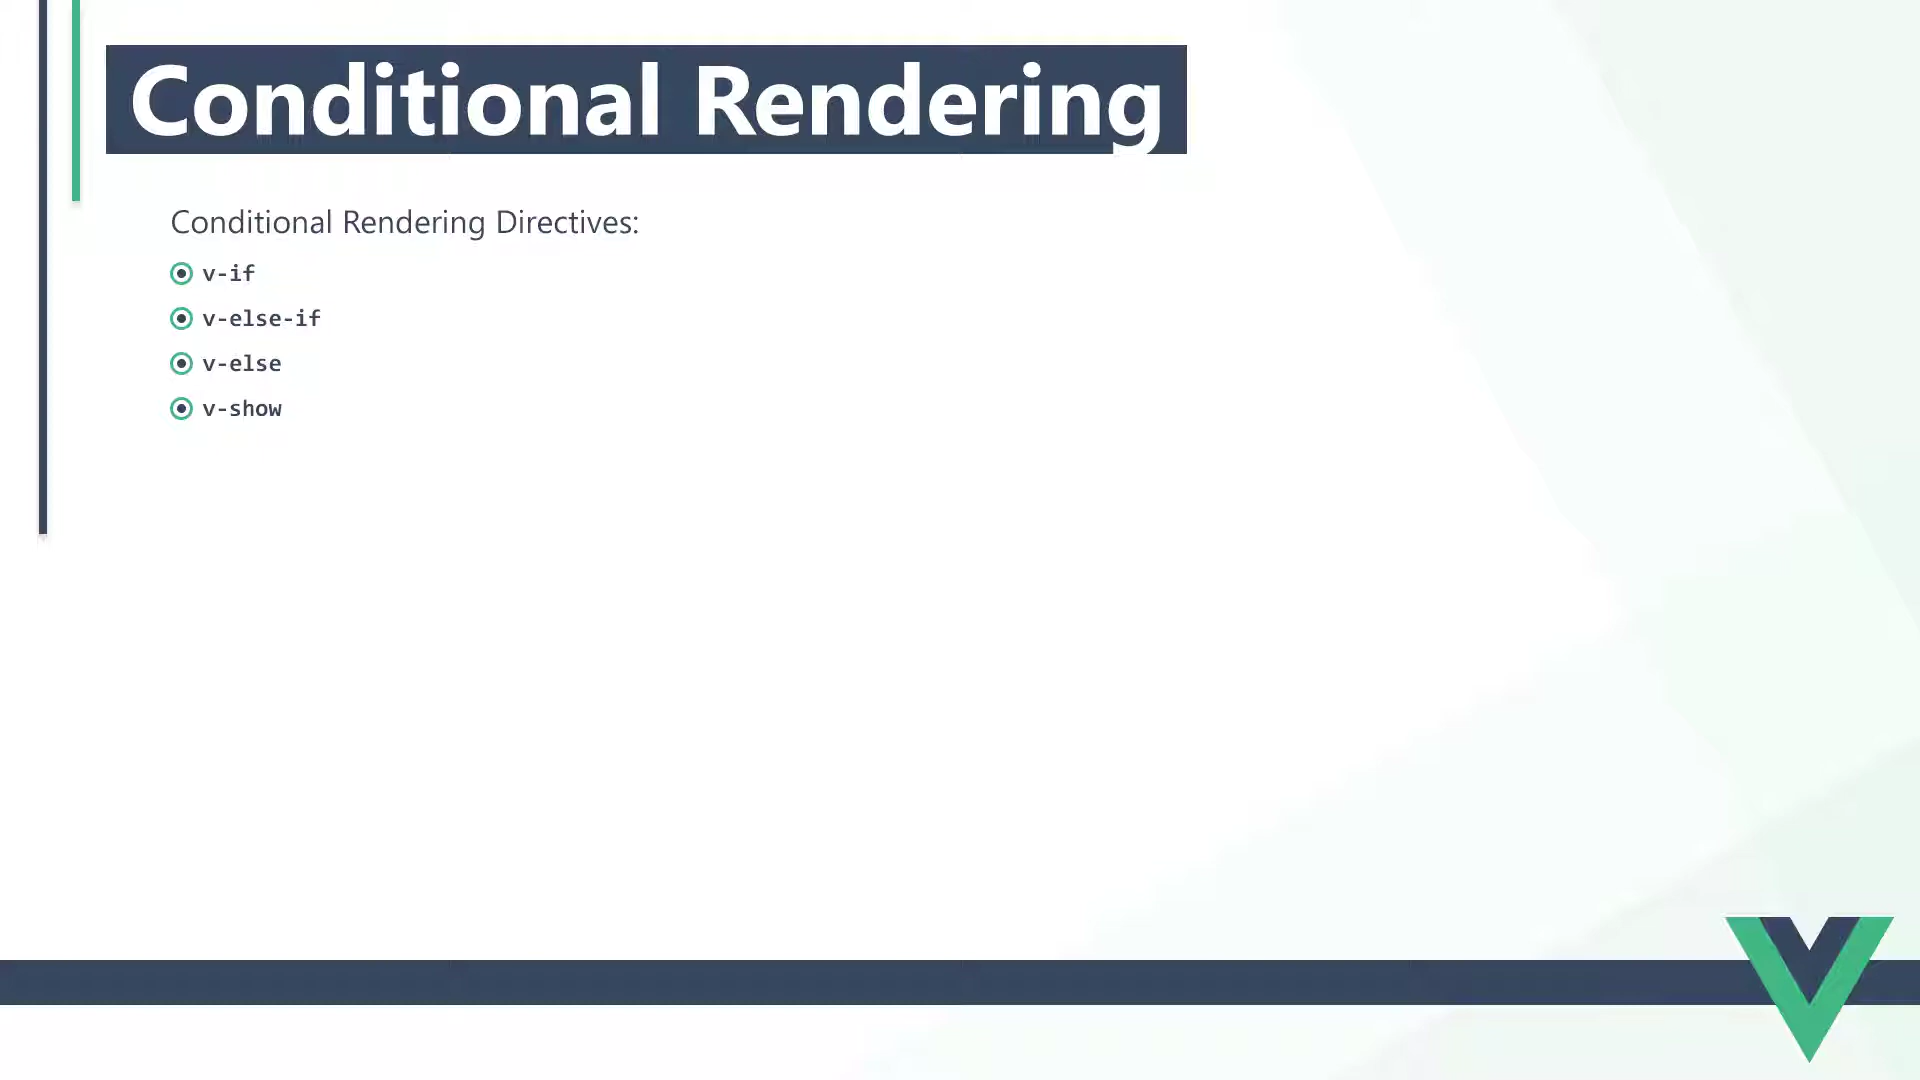 Conditional Rendering
Conditional Rendering Directives:
v-if
v-else-if
v-else
v-show